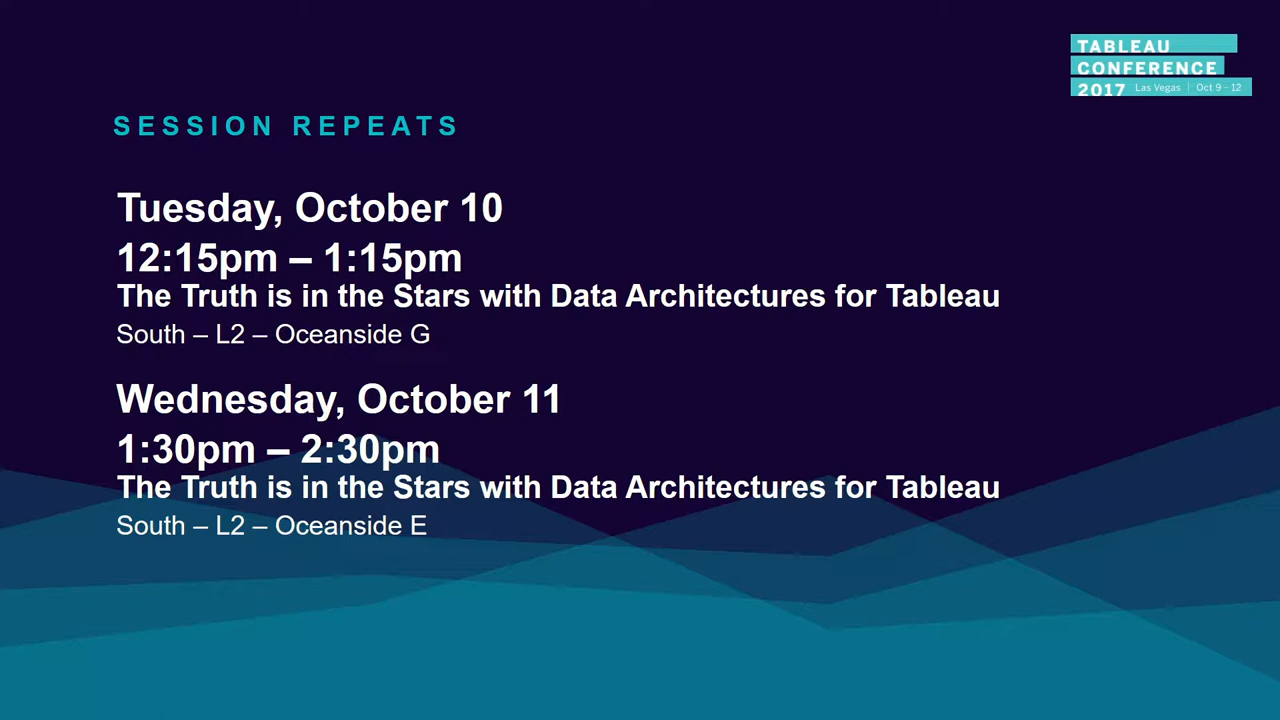 TABLEAU
CONFERENCE
2017 Las Vegas | Oct 9 - 12
SESSION REPEATS
Tuesday, October 10
12:15pm – 1:15pm
The Truth is in the Stars with Data Architectures for Tableau
South – L2 – Oceanside G
Wednesday, October 11
1:30pm – 2:30pm
The Truth is in the Stars with Data Architectures for Tableau
South – L2 – Oceanside E